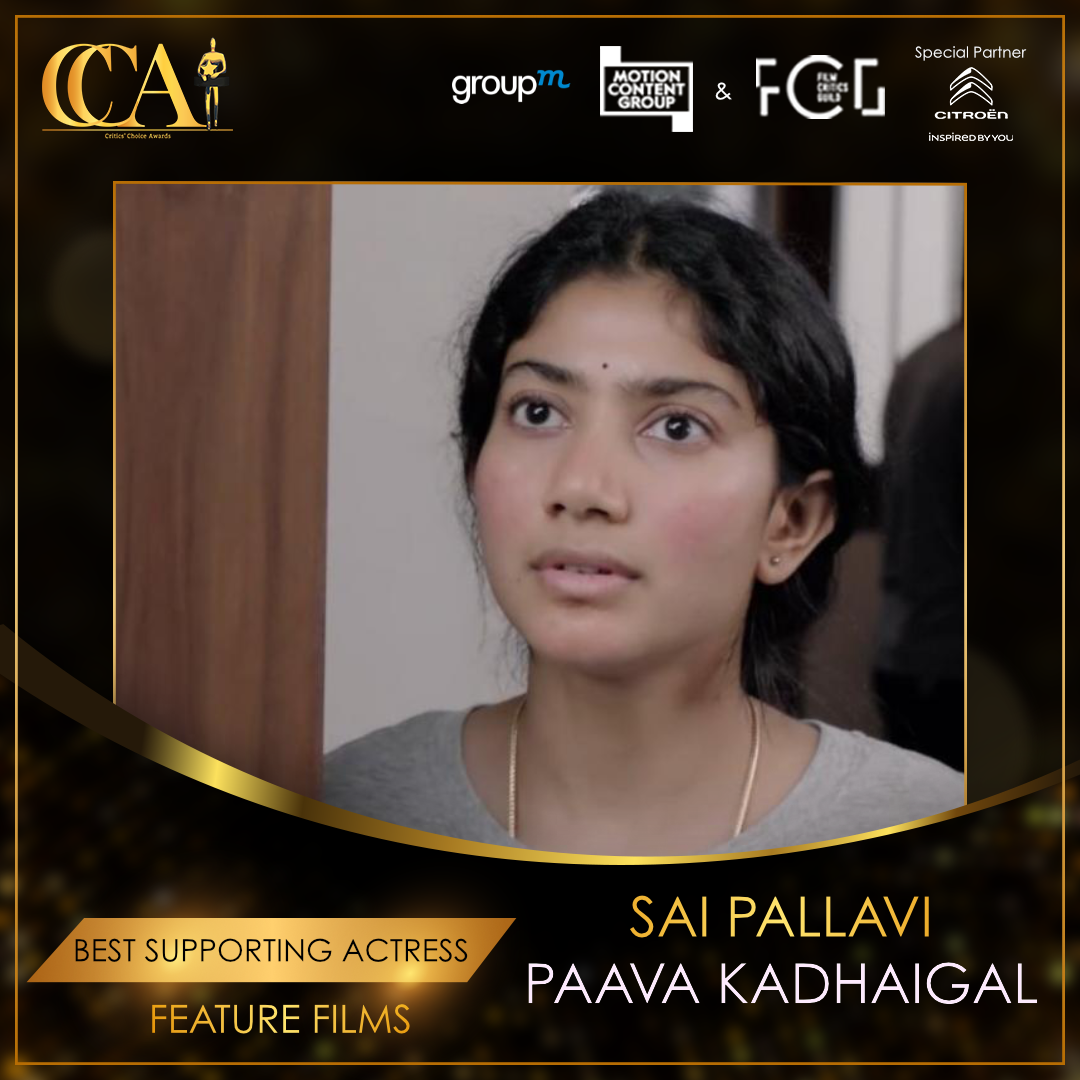 CCA
Critics' Choice Awards
groupm
MOTION
CONTENT
GROUP
&
FCG
FILM
CRITICS
GUILD
Special Partner
CITROËN
INSPIRED BY YOU
BEST SUPPORTING ACTRESS
FEATURE FILMS
SAI PALLAVI
PAAVA KADHAIGAL